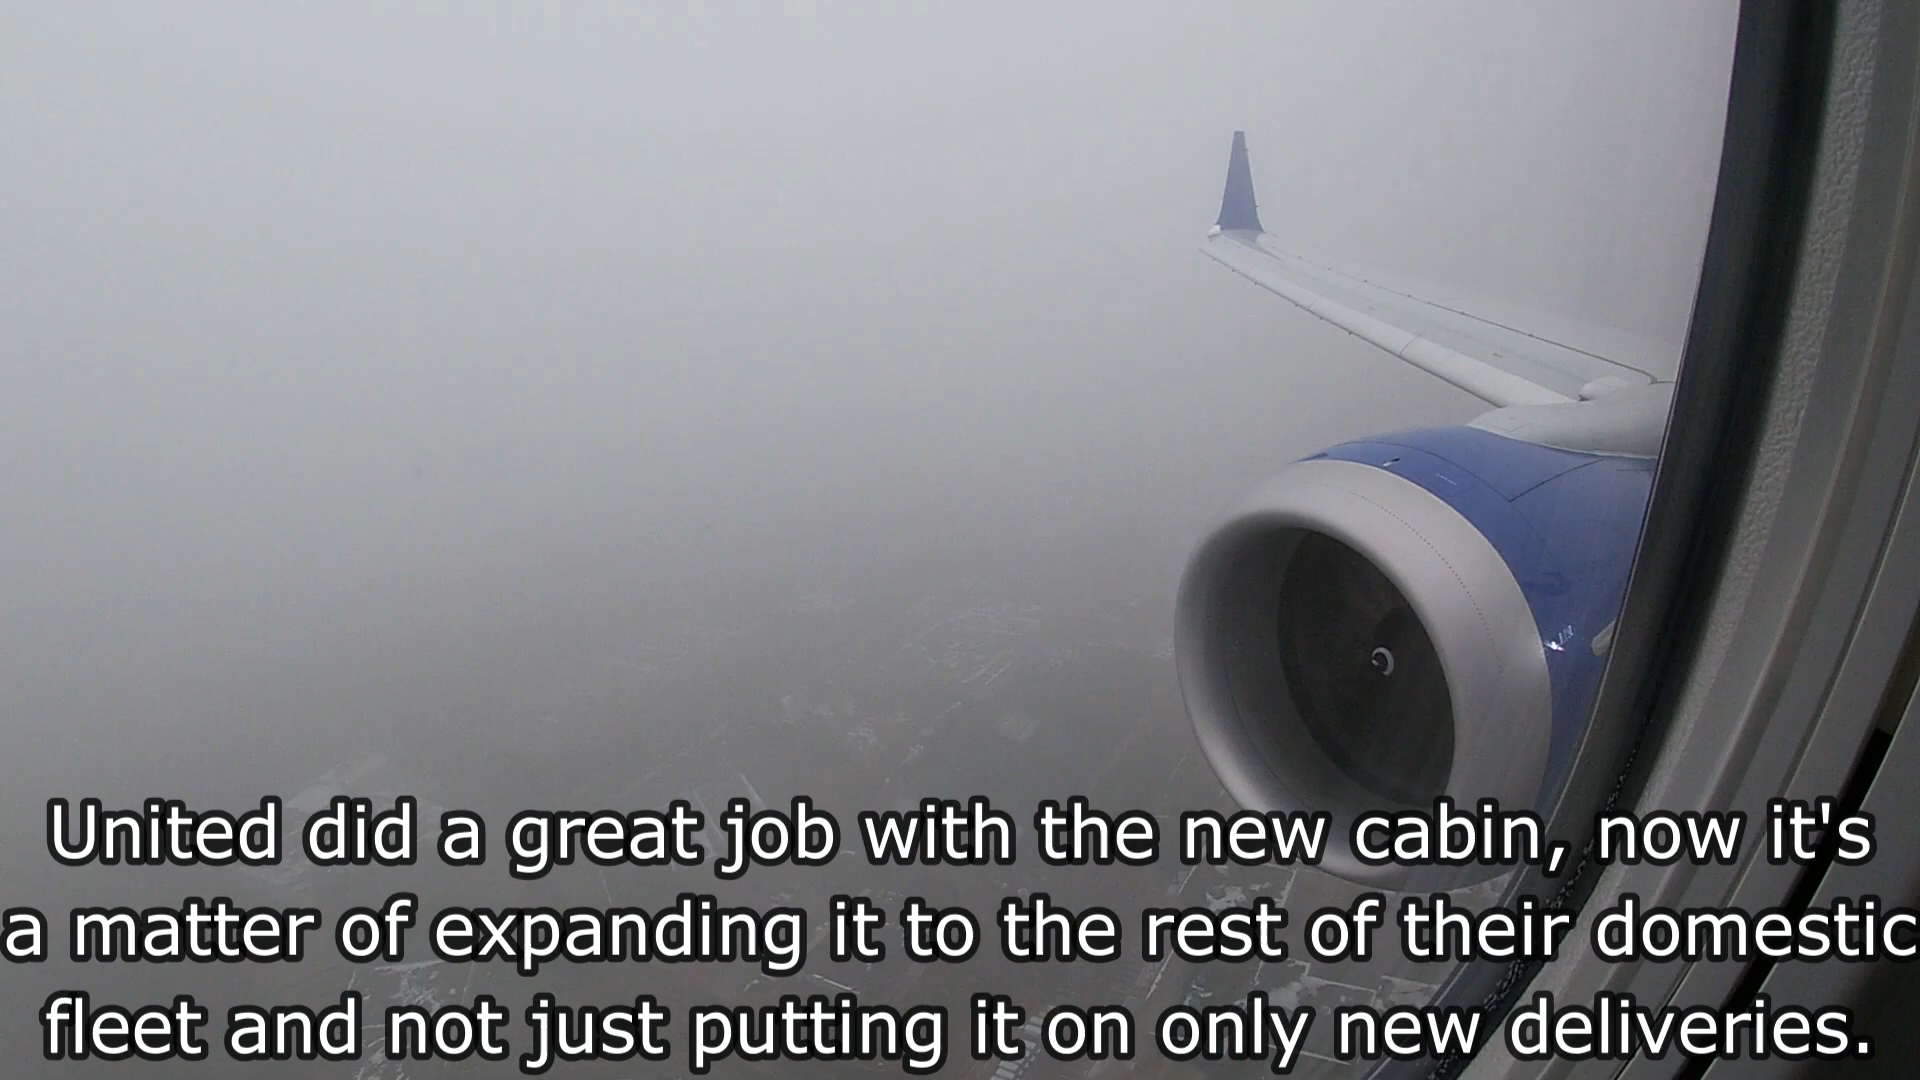 United did a great job with the new cabin, now it's
a matter of expanding it to the rest of their domestic
fleet and not just putting it on only new deliveries.